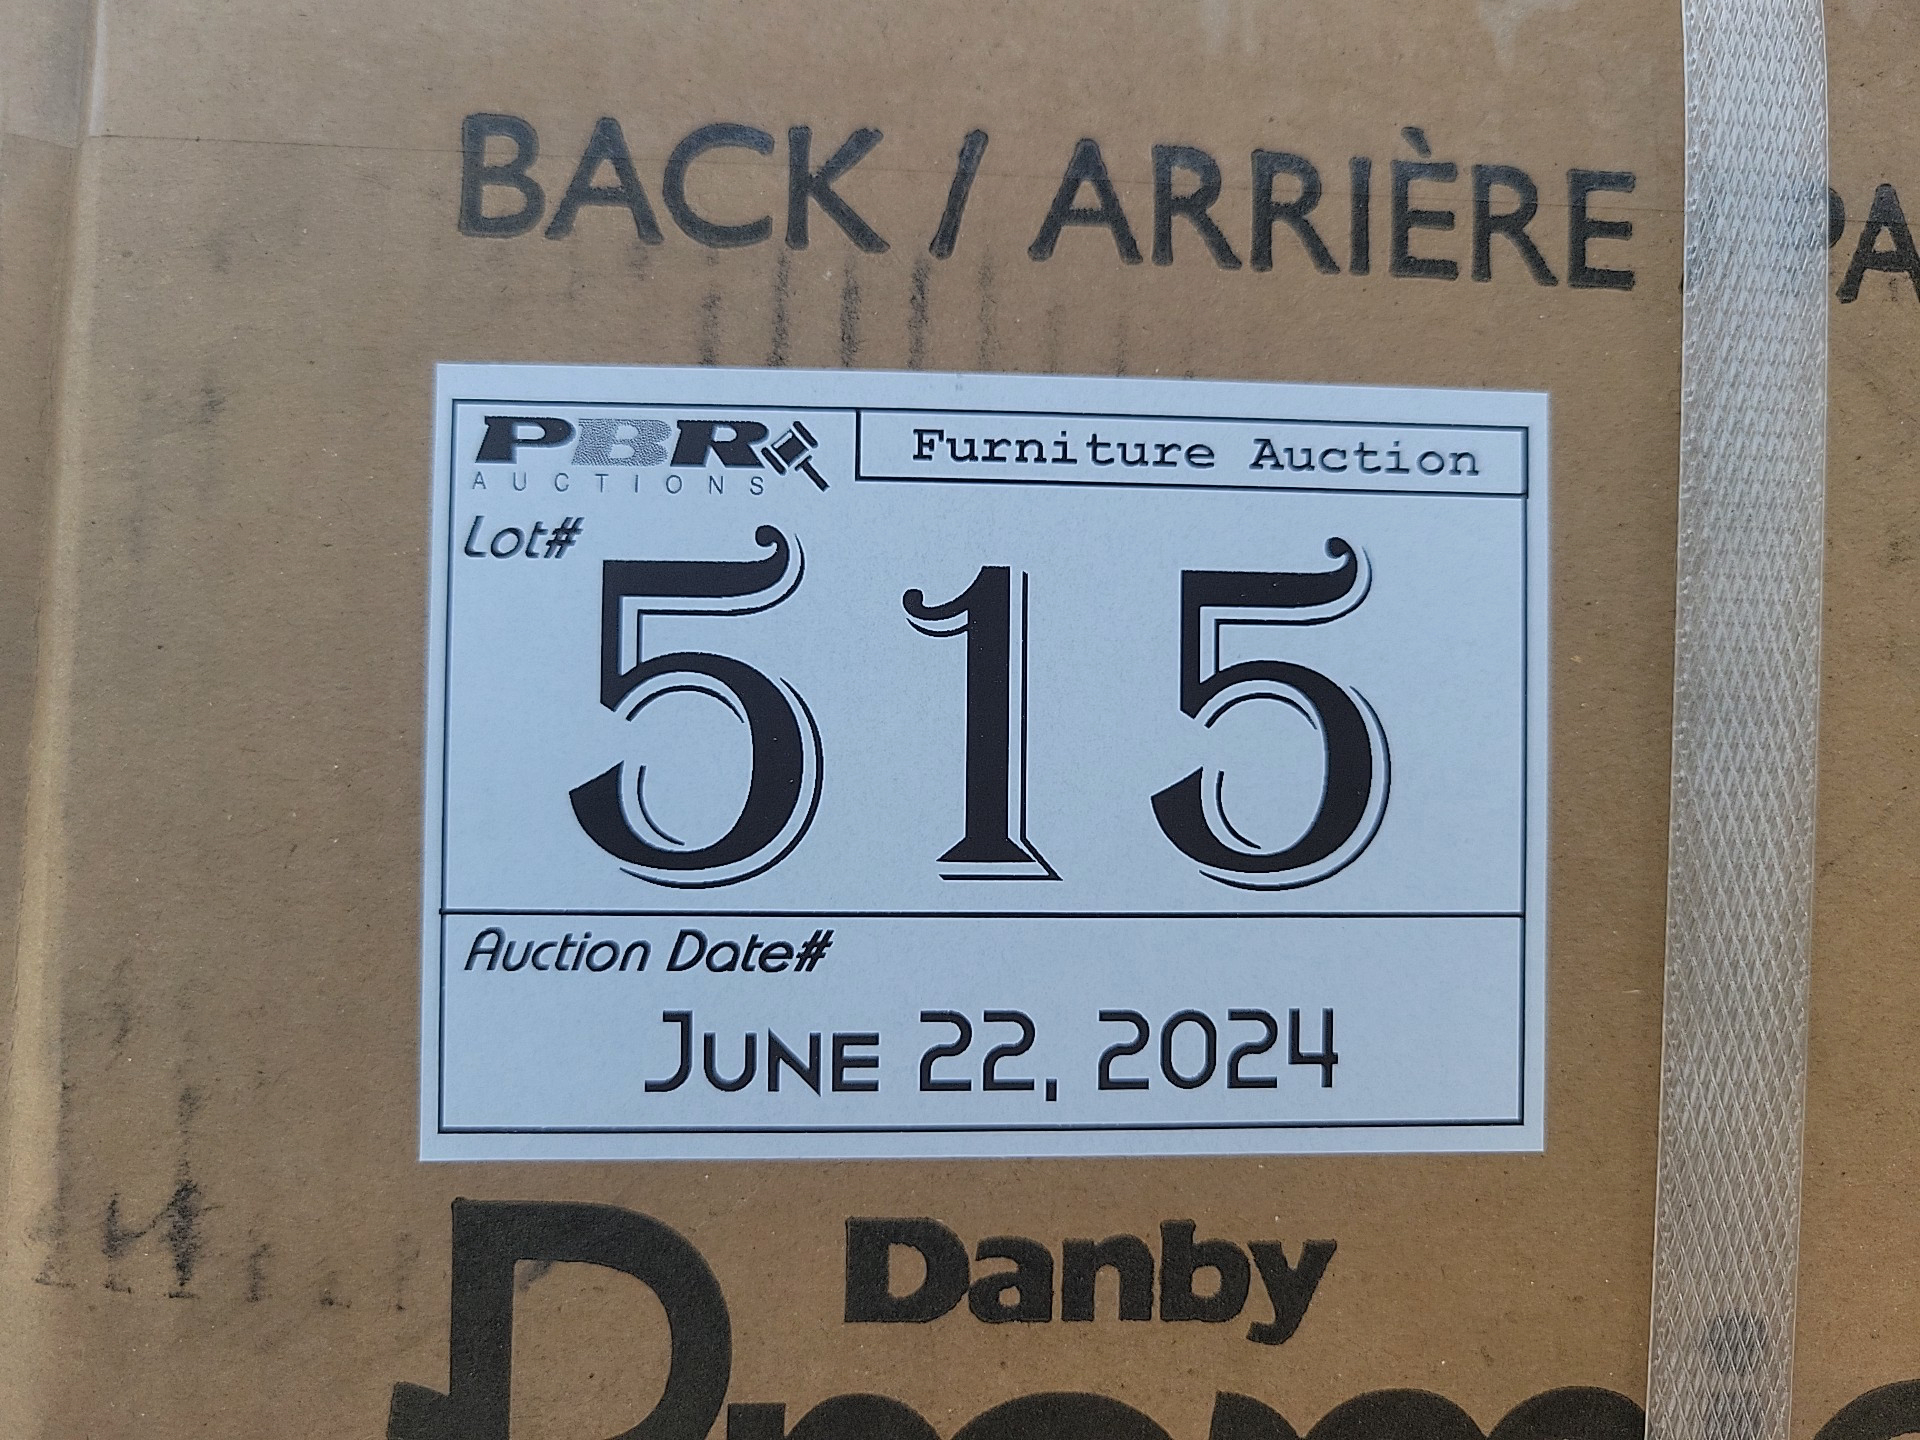 BACK / ARRIÈRE
PBR
AUCTIONS
Furniture Auction
Lot#
515
Auction Date#
June 22, 2024
Danby